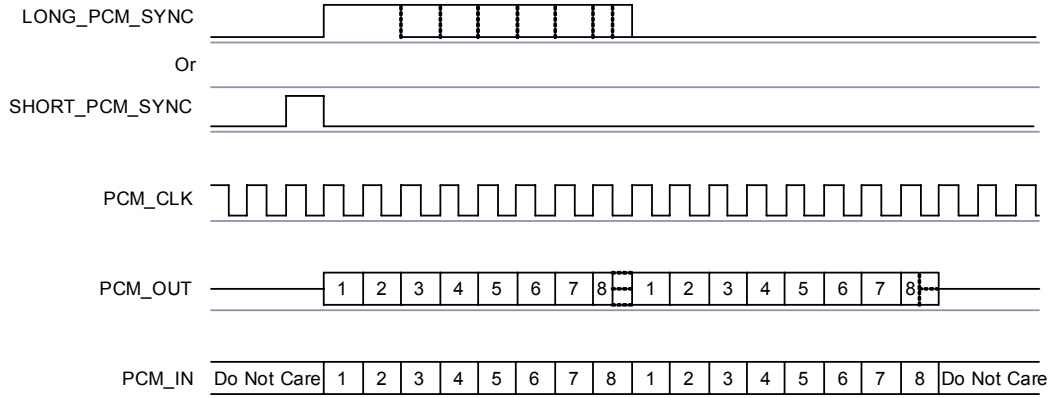 LONG_PCM_SYNC
Or
SHORT_PCM_SYNC
PCM_CLK
PCM_OUT 1 2 3 4 5 6 7 8 1 2 3 4 5 6 7 8
PCM_IN Do Not Care 1 2 3 4 5 6 7 8 1 2 3 4 5 6 7 8 Do Not Care